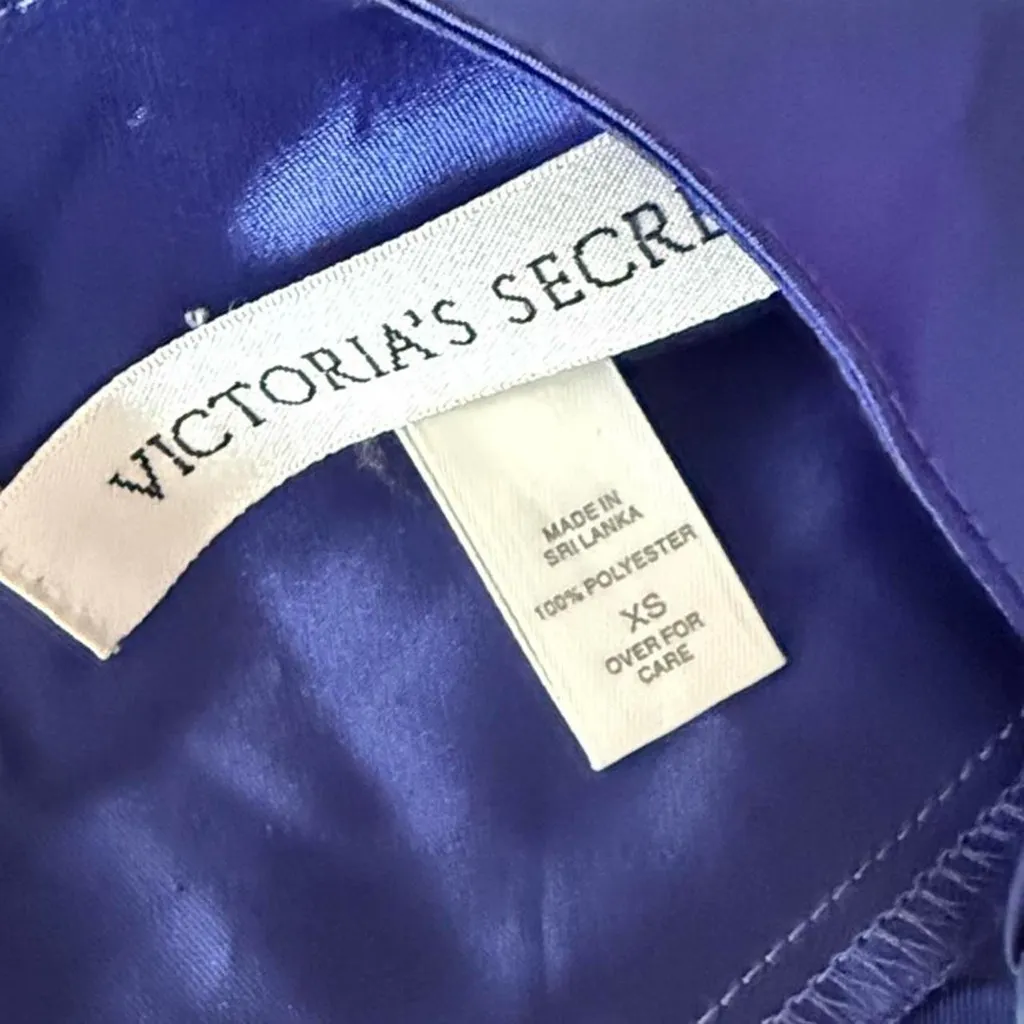 VICTORIA'S SECRE
MADE IN
SRI LANKA
100% POLYESTER
XS
OVER FOR
CARE